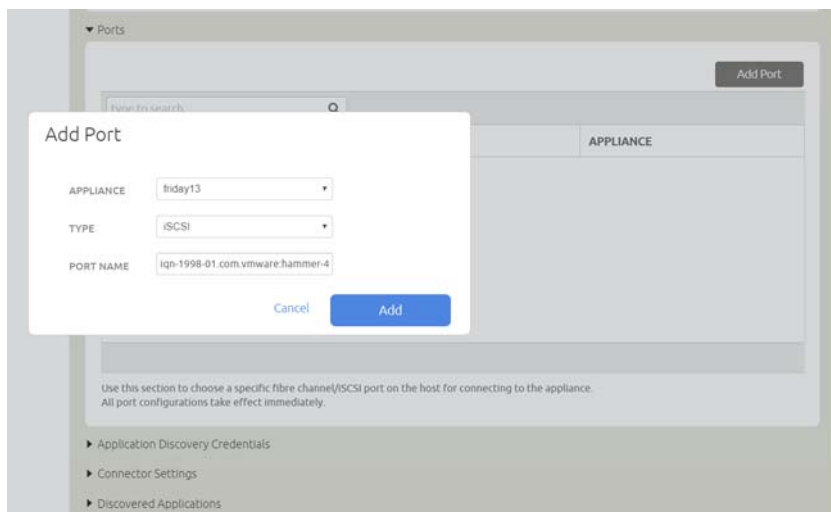 Ports
Add Port
type to search
APPLIANCE
Add Port
APPLIANCE friday13
TYPE iSCSI
PORT NAME iqn-1998-01.com.vmware:hammer-4
Cancel Add
Use this section to choose a specific fibre channel/iSCSI port on the host for connecting to the appliance.
All port configurations take effect immediately.
Application Discovery Credentials
Connector Settings
Discovered Applications